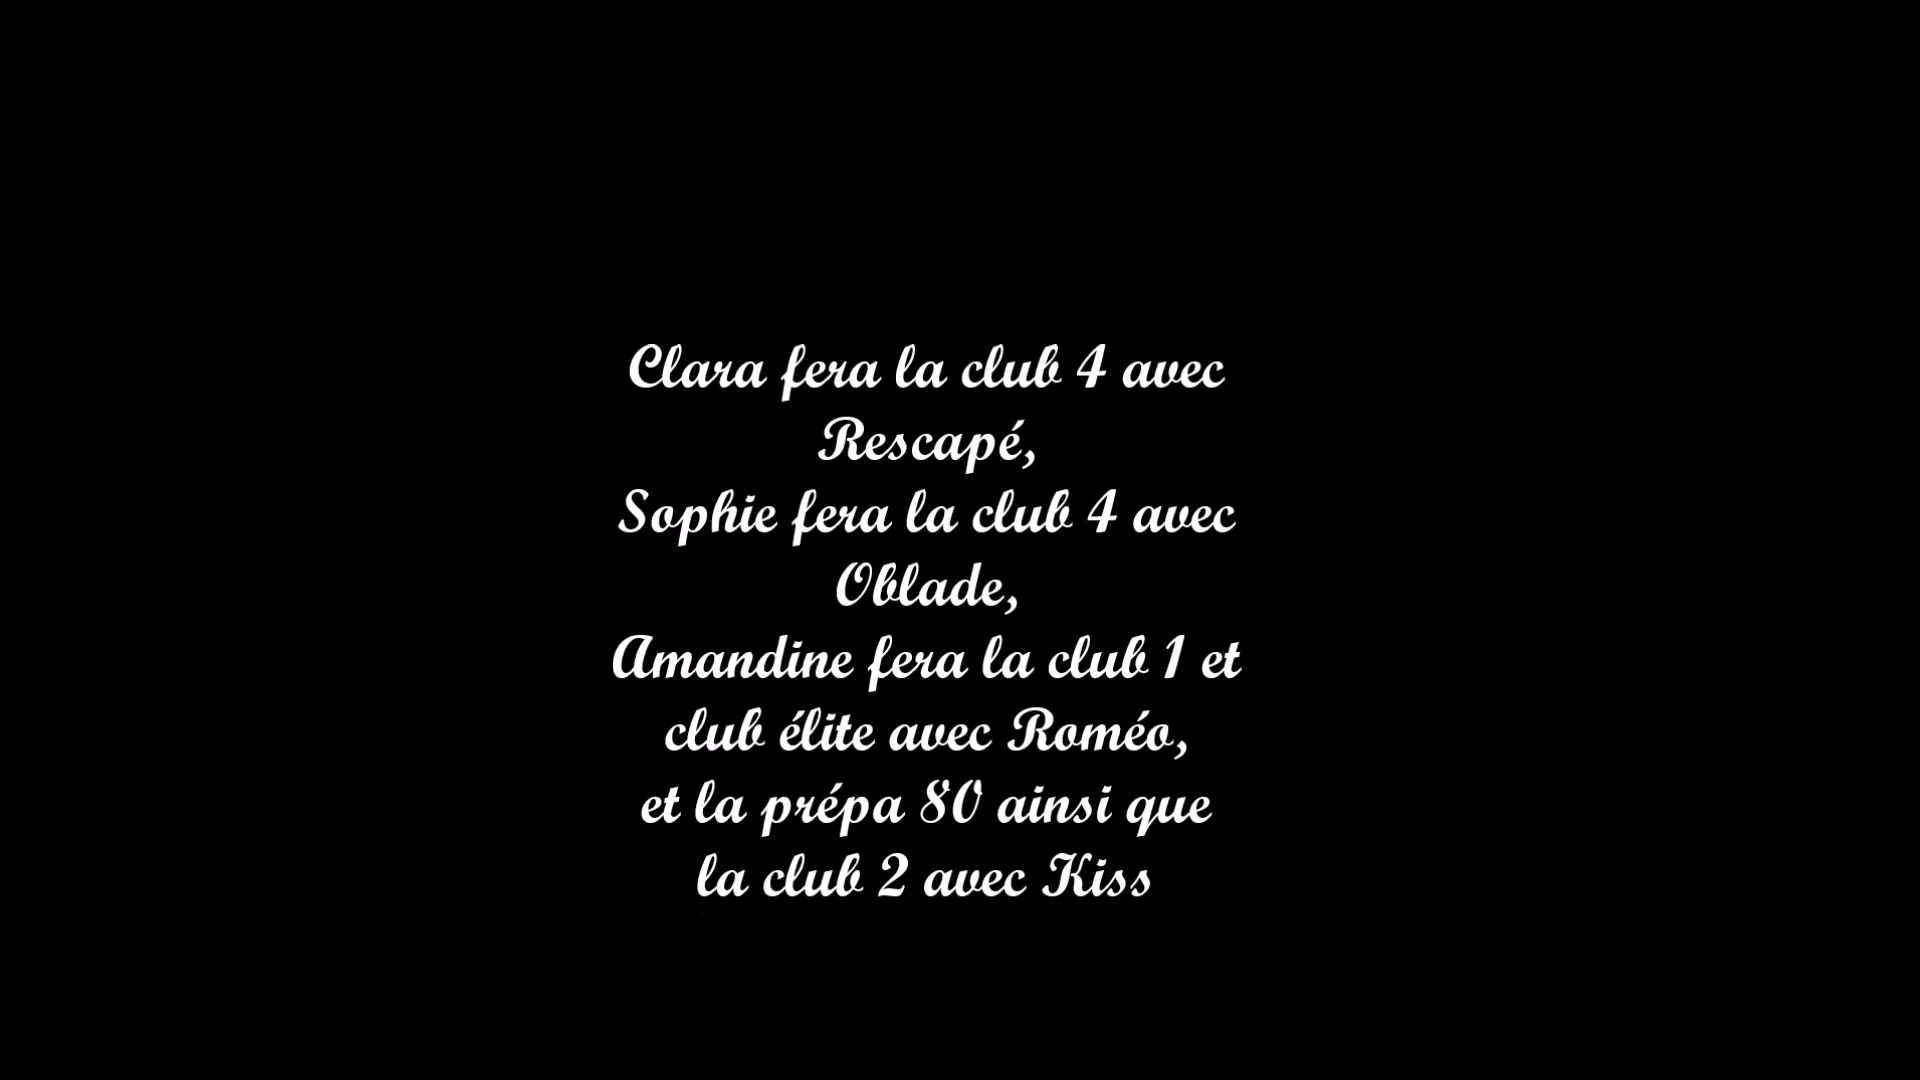 Clara fera la club 4 avec
Rescapé,
Sophie fera la club 4 avec
Oblade,
Amandine fera la club 1 et
club élite avec Roméo,
et la prépa 80 ainsi que
la club 2 avec Kiss